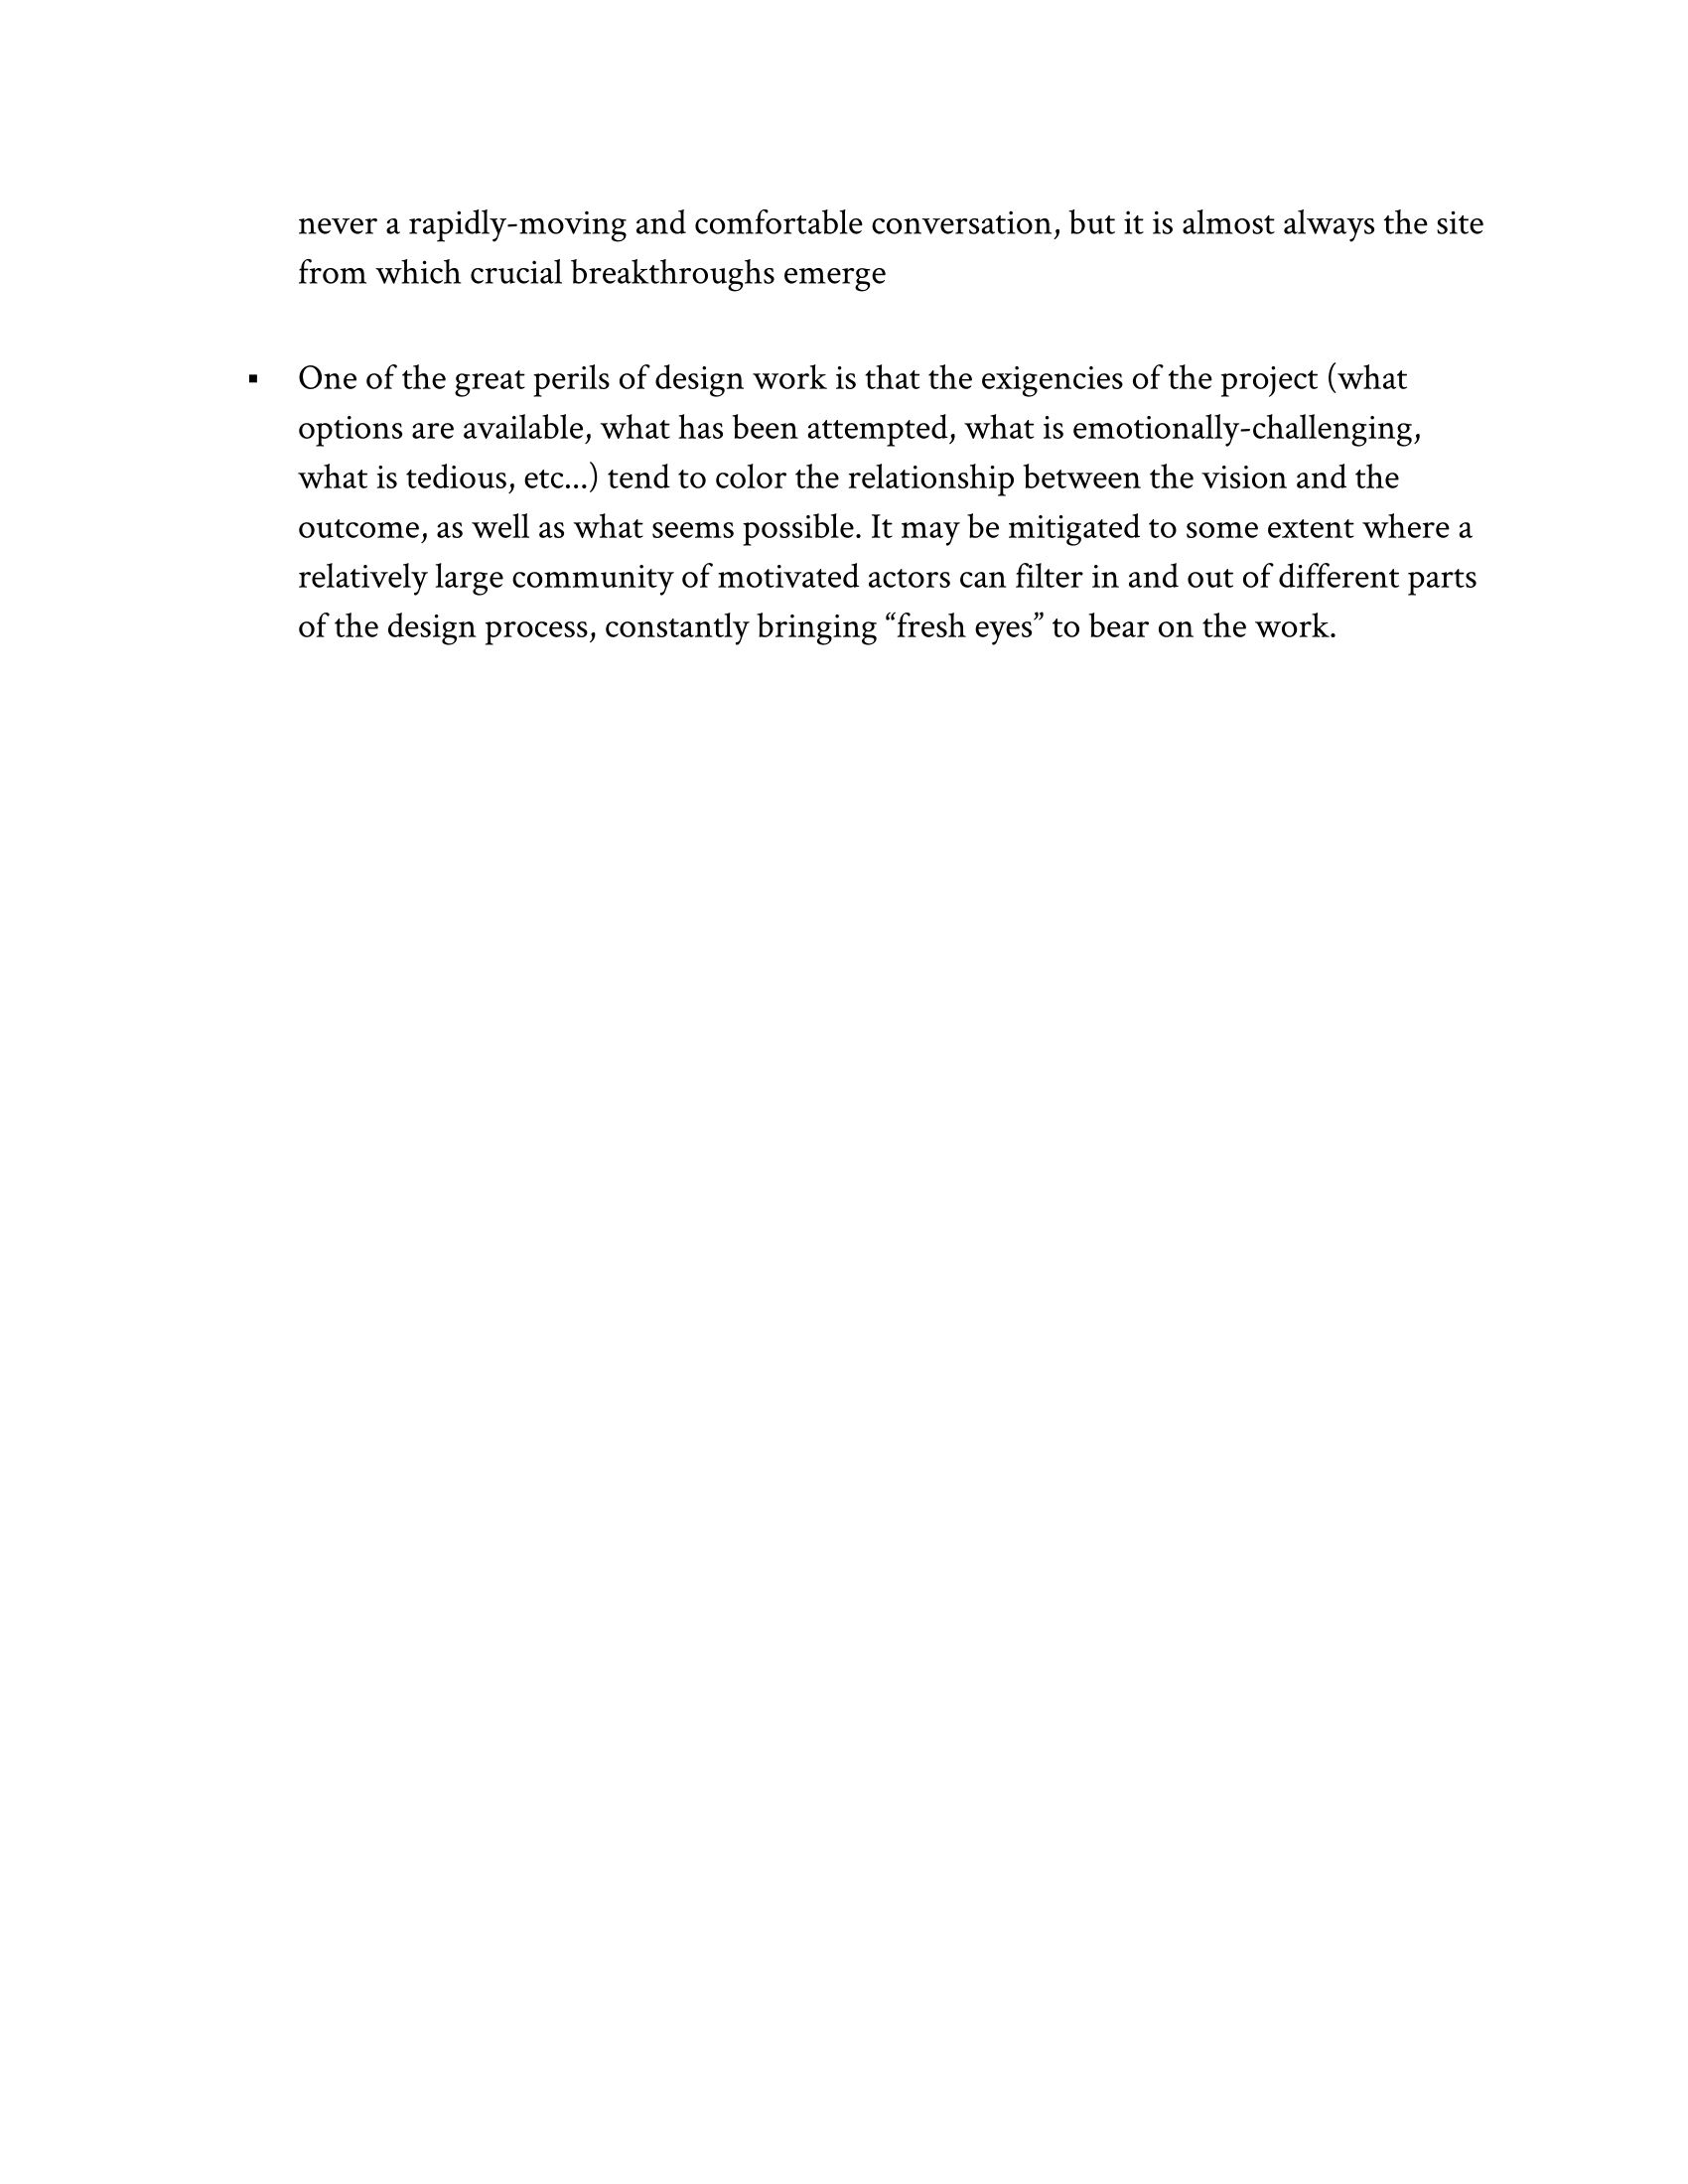 never a rapidly-moving and comfortable conversation, but it is almost always the site
from which crucial breakthroughs emerge
▪ One of the great perils of design work is that the exigencies of the project (what
options are available, what has been attempted, what is emotionally-challenging,
what is tedious, etc...) tend to color the relationship between the vision and the
outcome, as well as what seems possible. It may be mitigated to some extent where a
relatively large community of motivated actors can filter in and out of different parts
of the design process, constantly bringing “fresh eyes” to bear on the work.